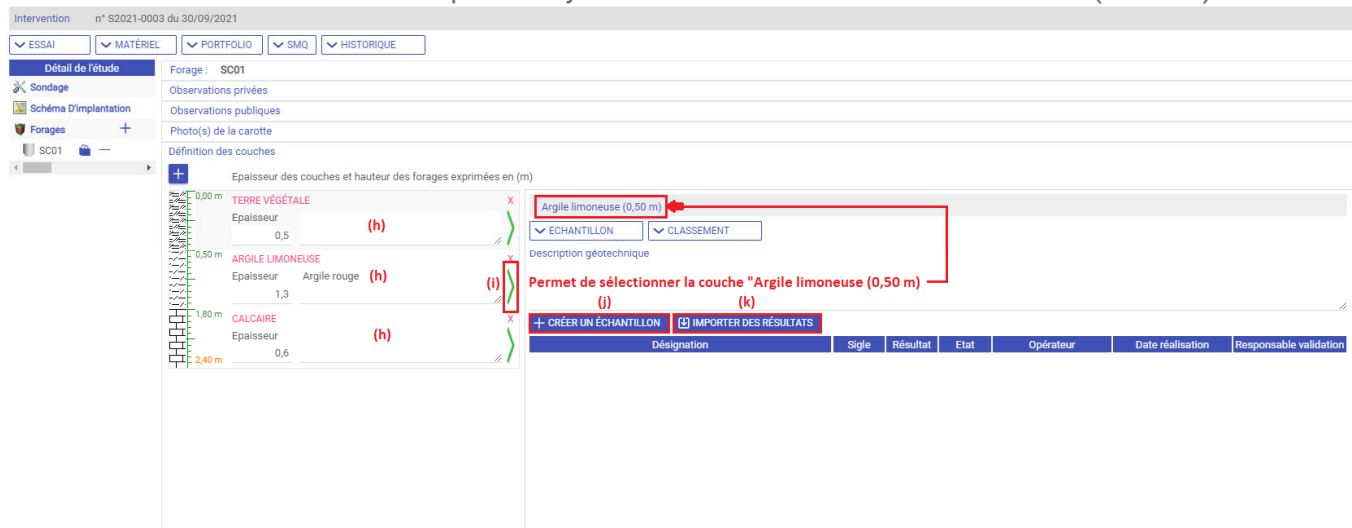 Intervention n° S2021-0003 du 30/09/2021
ESSAI MATÉRIEL PORTFOLIO SMQ HISTORIQUE
Détail de l'étude
Sondage
Schéma D'implantation
Forages +
SC01 —
Forage : SC01
Observations privées
Observations publiques
Photo(s) de la carotte
Définition des couches
+ Epaisseur des couches et hauteur des forages exprimées en (m)
0,00 m TERRE VÉGÉTALE X
Epaisseur (h)
0,5
0,50 m ARGILE LIMONEUSE X
Epaisseur Argile rouge (h) (i)
1,3
1,80 m CALCAIRE X
Epaisseur (h)
0,6
2,40 m
Argile limoneuse (0,50 m)
ECHANTILLON CLASSEMENT
Description géotechnique
Permet de sélectionner la couche "Argile limoneuse (0,50 m)
(j) (k)
+ CRÉER UN ÉCHANTILLON IMPORTER DES RÉSULTATS
Désignation Sigle Résultat Etat Opérateur Date réalisation Responsable validation